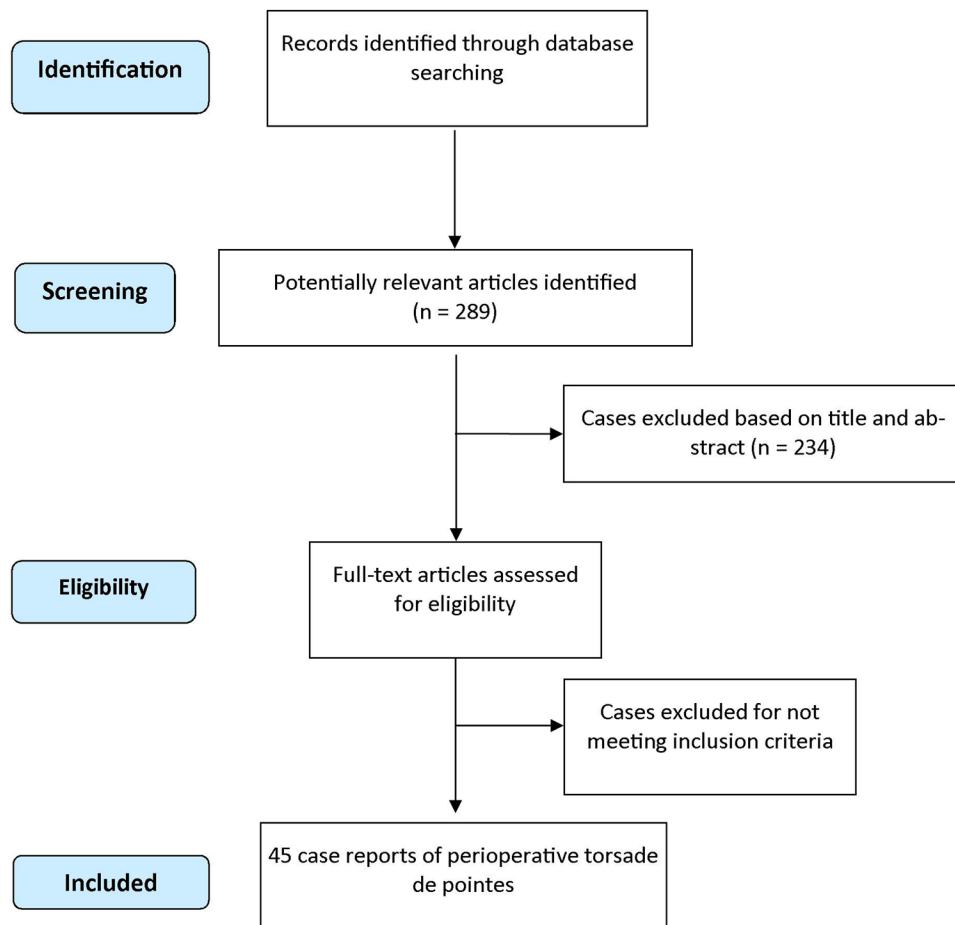 Identification
Records identified through database
searching
Screening
Potentially relevant articles identified
(n = 289)
Cases excluded based on title and ab-
stract (n = 234)
Eligibility
Full-text articles assessed
for eligibility
Cases excluded for not
meeting inclusion criteria
Included
45 case reports of perioperative torsade
de pointes